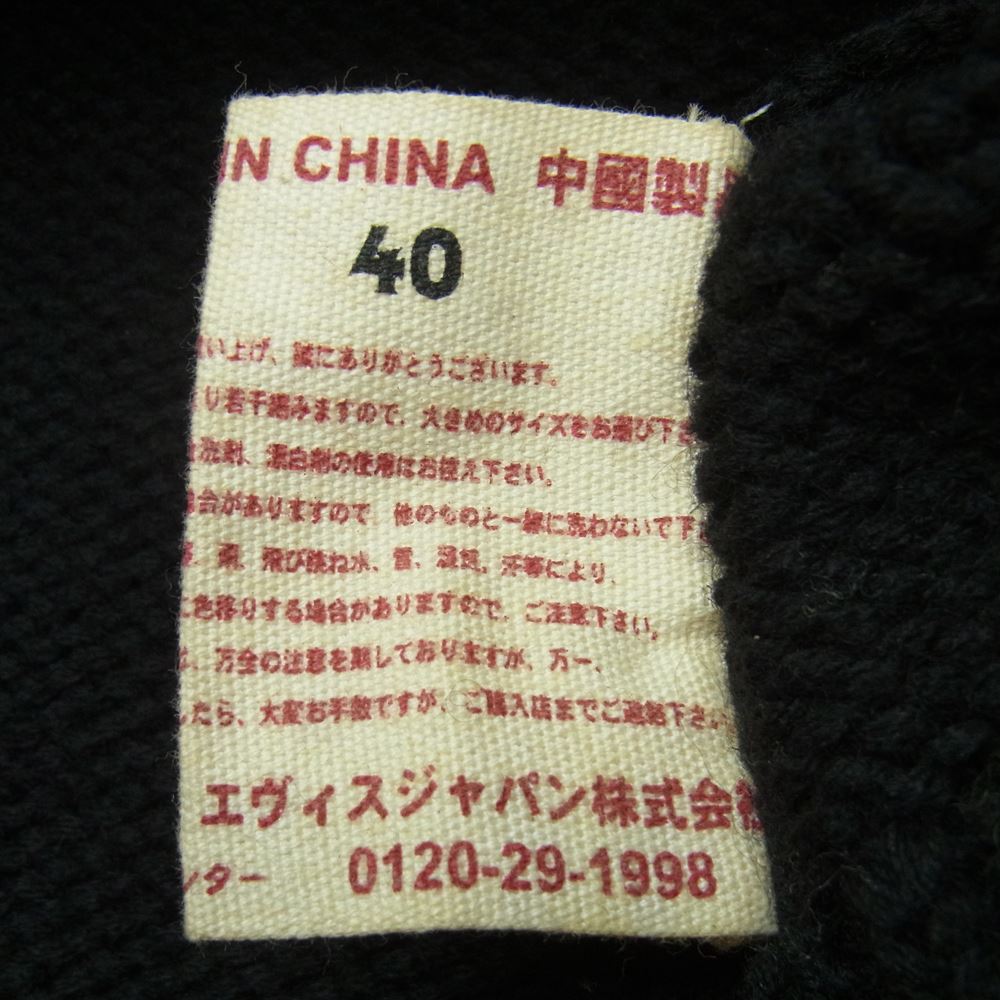 IN CHINA 中國製
40
い上げ、誠にありがとうございます。
り若干縮みますので、大きめのサイズをお選び下さ
洗剤、漂白剤の使用はお控え下さい。
合がありますので 他のものと一緒に洗わないで下
雨、飛び跳ね水、雪、湿気、汗等により、
色移りする場合がありますので、ご注意下さい。
万全の注意を期しておりますが、万一、
したら、大変お手数ですが、ご購入店までご連絡下さい
エヴィスジャパン株式会社
ンター 0120-29-1998